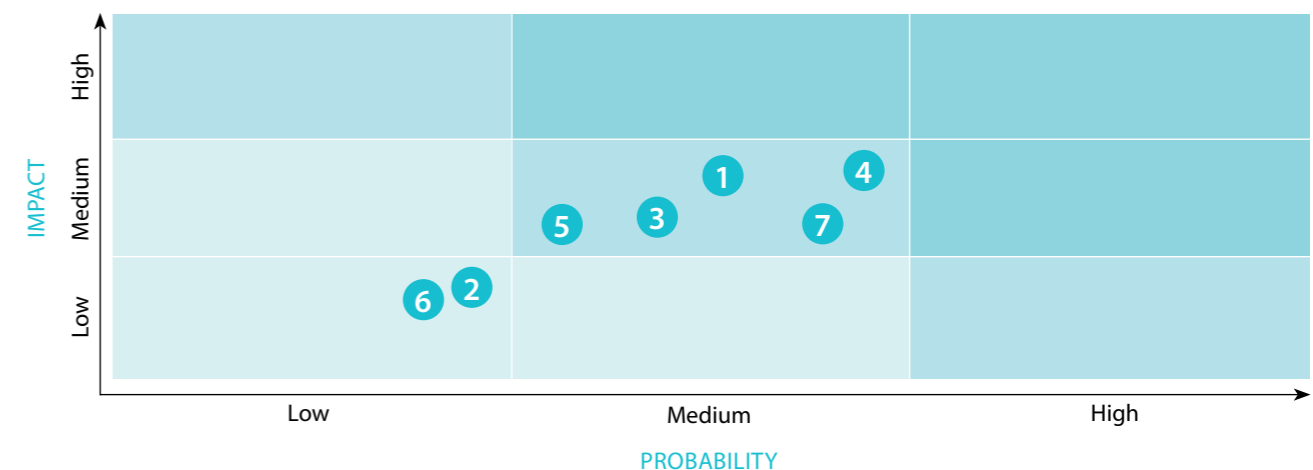 IMPACT
High
Medium
Low
1
4
5
3
7
6
2
Low
Medium
High
PROBABILITY